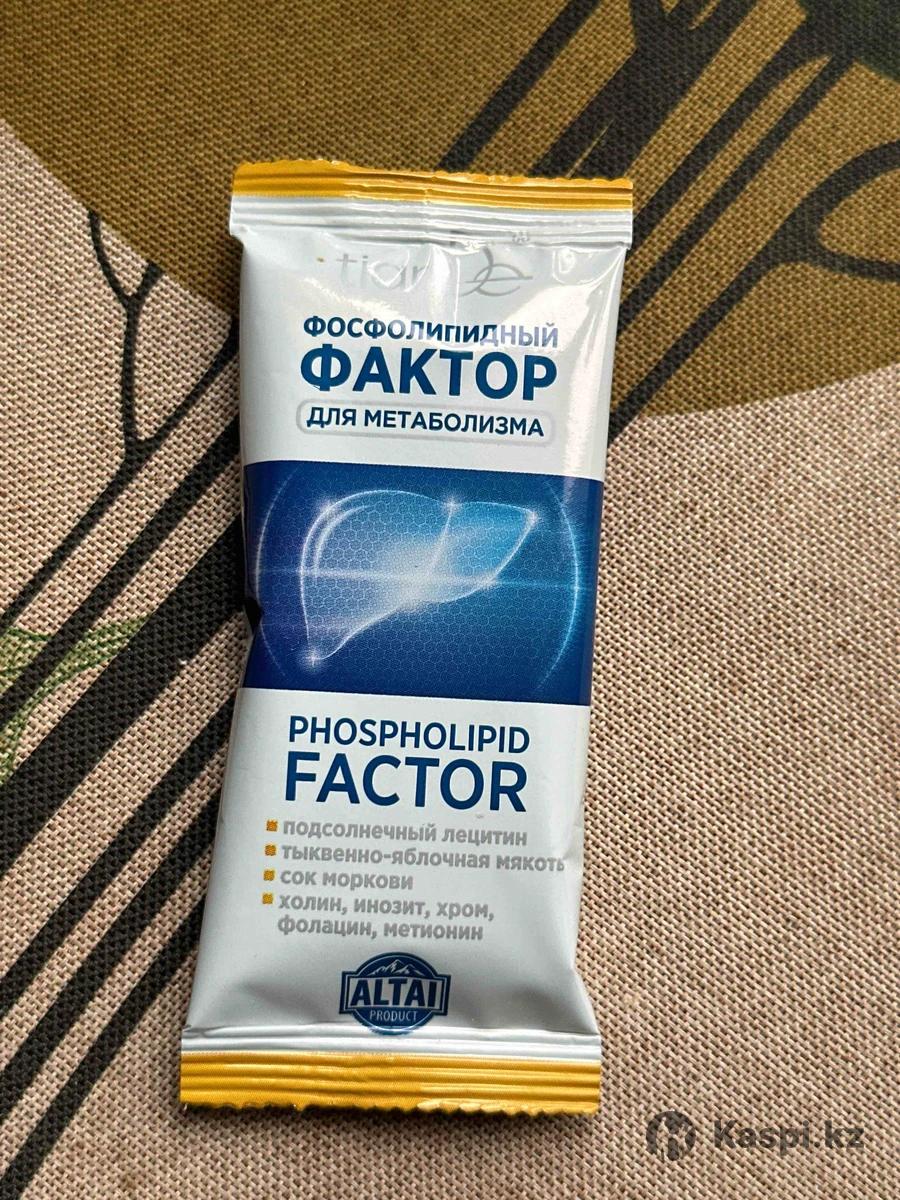 ФОСФОЛИПИДНЫЙ
ФАКТОР
ДЛЯ МЕТАБОЛИЗМА
PHOSPHOLIPID
FACTOR
подсолнечный лецитин
тыквенно-яблочная мякоть
сок моркови
холин, инозит, хром,
фолацин, метионин
ALTAI
PRODUCT
Kaspi.kz